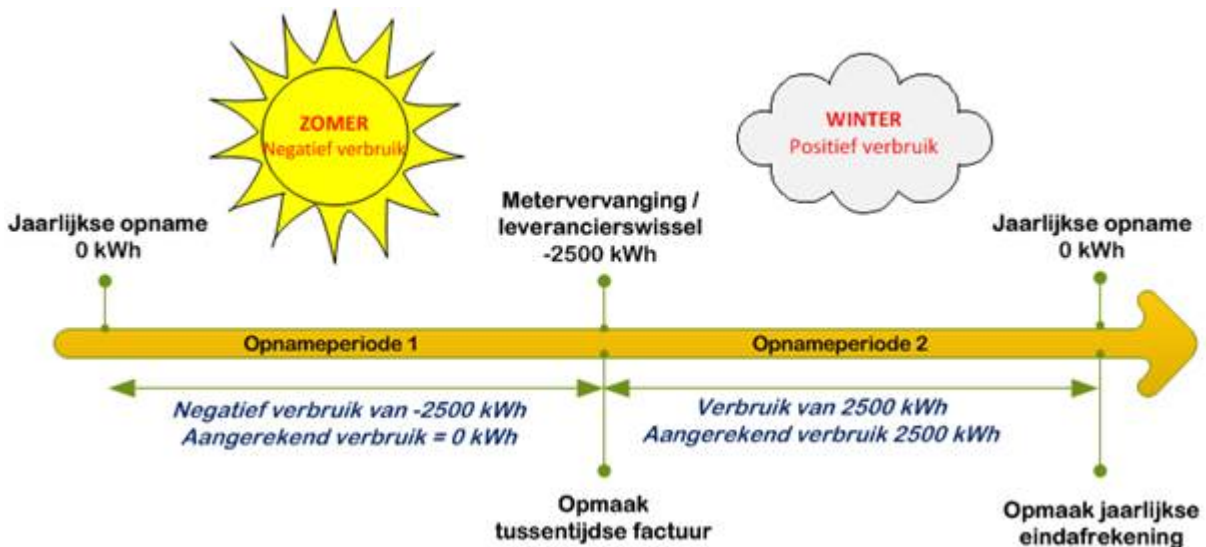 ZOMER
Negatief verbruik
WINTER
Positief verbruik
Jaarlijkse opname
0 kWh
Metervervanging /
leverancierswissel
-2500 kWh
Jaarlijkse opname
0 kWh
Opnameperiode 1
Opnameperiode 2
Negatief verbruik van -2500 kWh
Aangerekend verbruik = 0 kWh
Verbruik van 2500 kWh
Aangerekend verbruik 2500 kWh
Opmaak
tussentijdse factuur
Opmaak jaarlijkse
eindafrekening